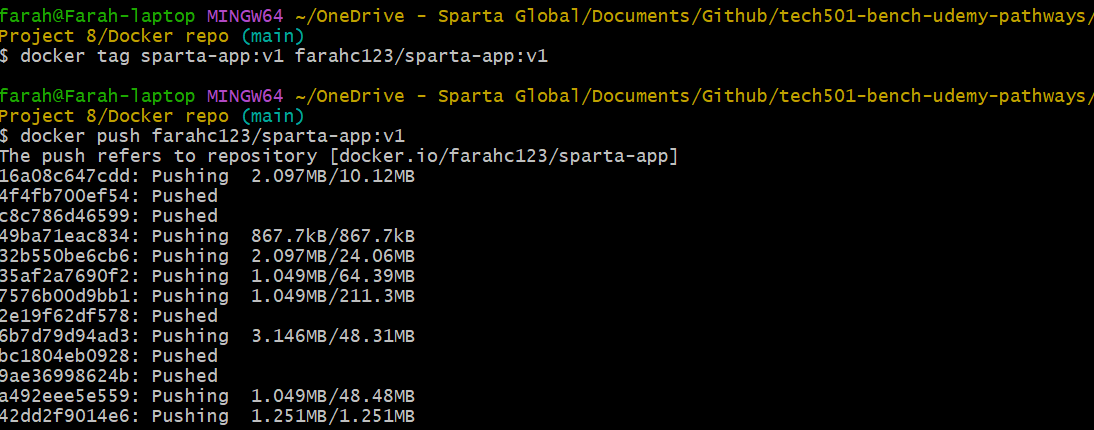 farah@Farah-laptop MINGW64 ~/OneDrive - Sparta Global/Documents/Github/tech501-bench-udemy-pathways/
Project 8/Docker repo (main)
$ docker tag sparta-app:v1 farahc123/sparta-app:v1
farah@Farah-laptop MINGW64 ~/OneDrive - Sparta Global/Documents/Github/tech501-bench-udemy-pathways/
Project 8/Docker repo (main)
$ docker push farahc123/sparta-app:v1
The push refers to repository [docker.io/farahc123/sparta-app]
16a08c647cdd: Pushing  2.097MB/10.12MB
4f4fb700ef54: Pushed
c8c786d46599: Pushed
49ba71eac834: Pushing  867.7kB/867.7kB
32b550be6cb6: Pushing  2.097MB/24.06MB
35af2a7690f2: Pushing  1.049MB/64.39MB
7576b00d9bb1: Pushing  1.049MB/211.3MB
2e19f62df578: Pushed
6b7d79d94ad3: Pushing  3.146MB/48.31MB
bc1804eb0928: Pushed
9ae36998624b: Pushed
a492eee5e559: Pushing  1.049MB/48.48MB
42dd2f9014e6: Pushing  1.251MB/1.251MB